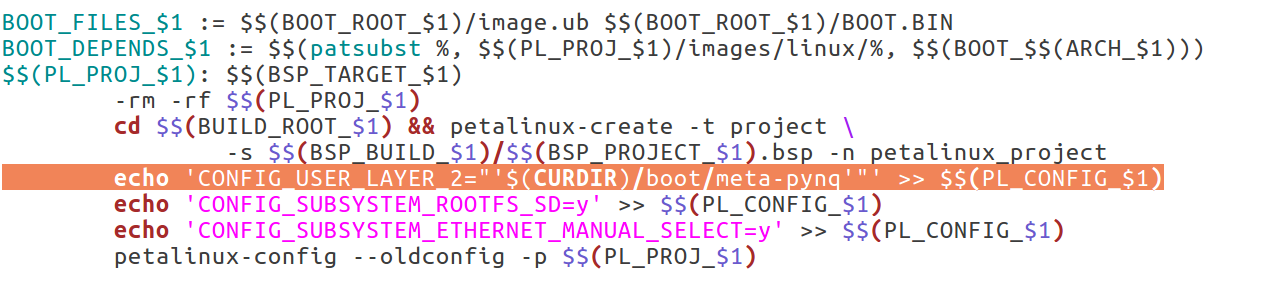 BOOT_FILES_$1 := $$(BOOT_ROOT_$1)/image.ub $$(BOOT_ROOT_$1)/BOOT.BIN
BOOT_DEPENDS_$1 := $$(patsubst %, $$(PL_PROJ_$1)/images/linux/%, $$(BOOT_$$(ARCH_$1)))
$$(PL_PROJ_$1): $$(BSP_TARGET_$1)
-rm -rf $$(PL_PROJ_$1)
cd $$(BUILD_ROOT_$1) && petalinux-create -t project \
-s $$(BSP_BUILD_$1)/$$(BSP_PROJECT_$1).bsp -n petalinux_project
echo 'CONFIG_USER_LAYER_2="'$(CURDIR)/boot/meta-pynq'"' >> $$(PL_CONFIG_$1)
echo 'CONFIG_SUBSYSTEM_ROOTFS_SD=y' >> $$(PL_CONFIG_$1)
echo 'CONFIG_SUBSYSTEM_ETHERNET_MANUAL_SELECT=y' >> $$(PL_CONFIG_$1)
petalinux-config --oldconfig -p $$(PL_PROJ_$1)